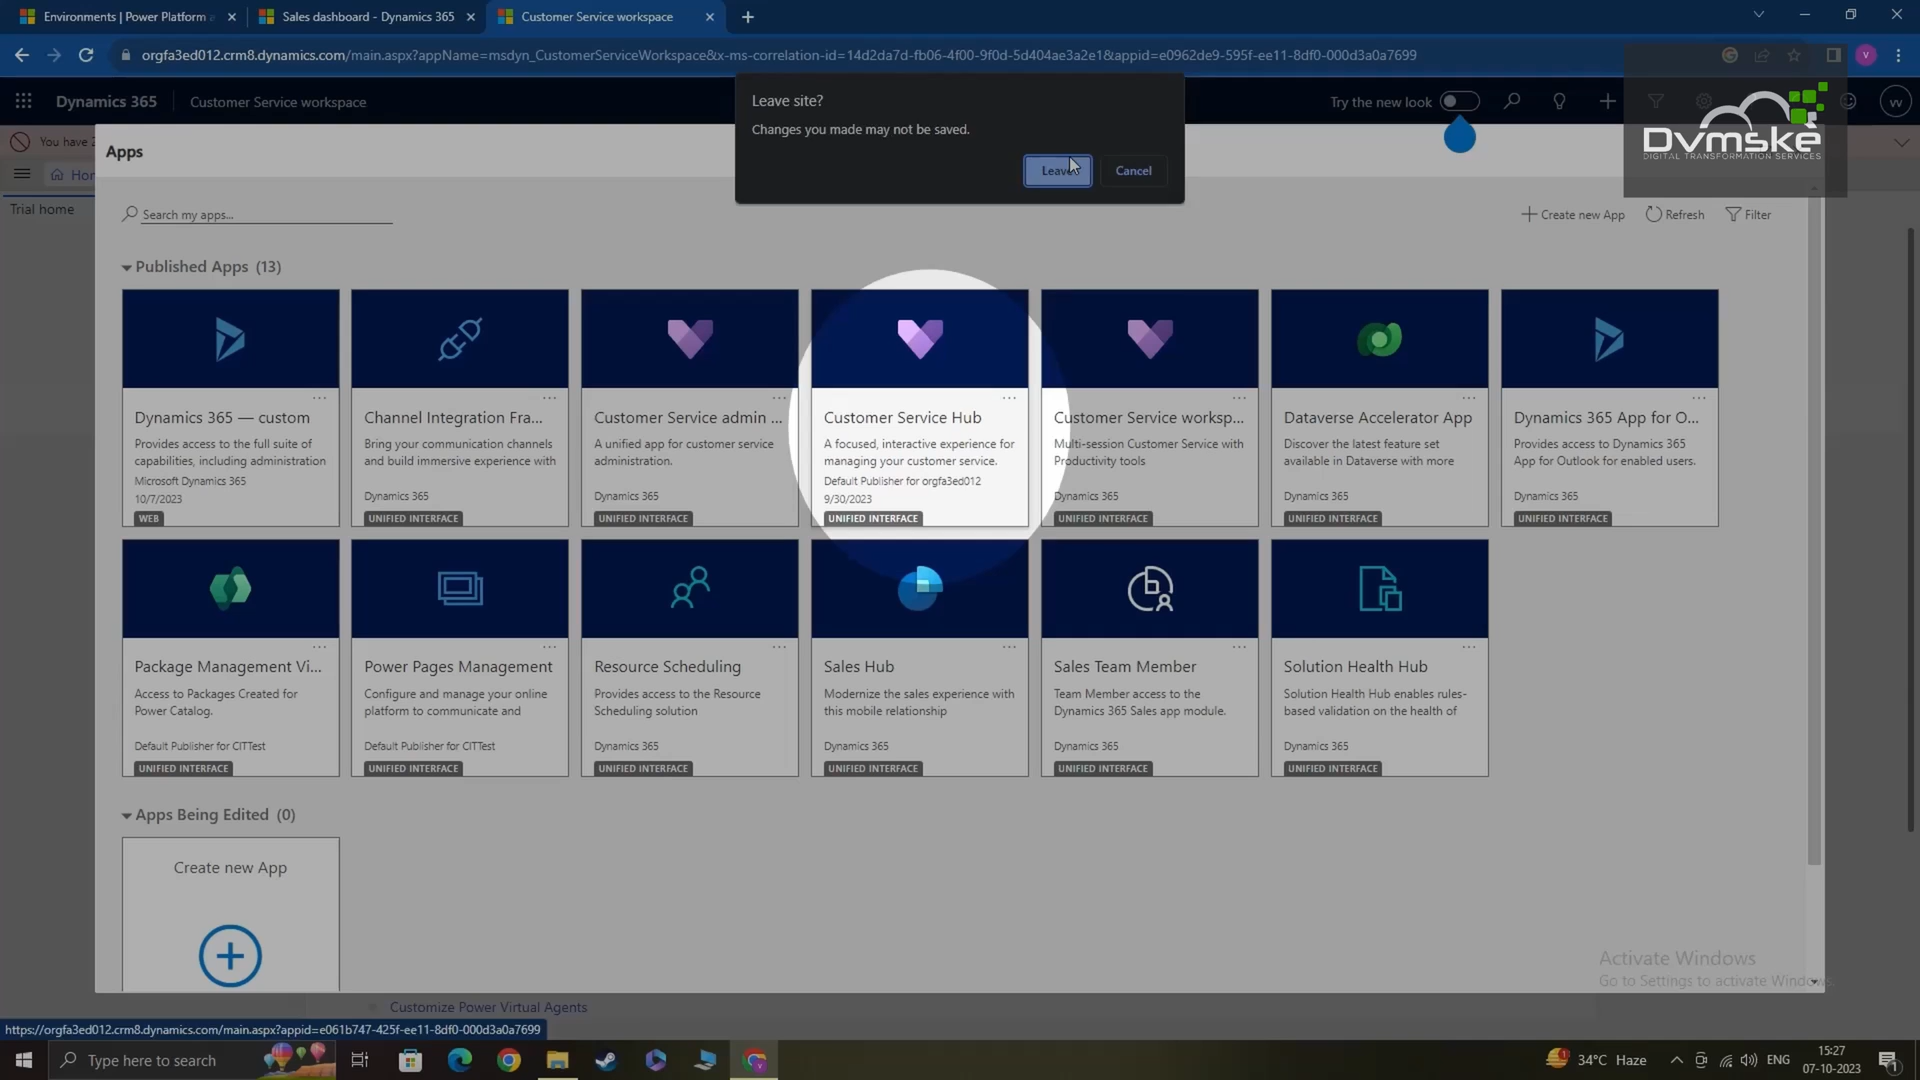 Environments | Power Platform a
Sales dashboard - Dynamics 365
Customer Service workspace
orgfa3ed012.crm8.dynamics.com/main.aspx?appName=msdyn_CustomerServiceWorkspace&x-ms-correlation-id=14d2da7d-fb06-4f00-9f0d-5d404ae3a2e1&appid=e0962de9-595f-ee11-8df0-000d3a0a7699
Dynamics 365
Customer Service workspace
Leave site?
Changes you made may not be saved.
Leave
Cancel
Try the new look
VV
Dvmske
DIGITAL TRANSFORMATION SERVICES
You have 2
Apps
Hom
Trial home
Search my apps...
Create new App
Refresh
Filter
Published Apps (13)
Dynamics 365 — custom
Provides access to the full suite of
capabilities, including administration
Microsoft Dynamics 365
10/7/2023
WEB
Channel Integration Fra...
Bring your communication channels
and build immersive experience with
Dynamics 365
UNIFIED INTERFACE
Customer Service admin ...
A unified app for customer service
administration.
Dynamics 365
UNIFIED INTERFACE
Customer Service Hub
A focused, interactive experience for
managing your customer service.
Default Publisher for orgfa3ed012
9/30/2023
UNIFIED INTERFACE
Customer Service worksp...
Multi-session Customer Service with
Productivity tools
Dynamics 365
UNIFIED INTERFACE
Dataverse Accelerator App
Discover the latest feature set
available in Dataverse with more
Dynamics 365
UNIFIED INTERFACE
Dynamics 365 App for O...
Provides access to Dynamics 365
App for Outlook for enabled users.
Dynamics 365
UNIFIED INTERFACE
Package Management Vi...
Access to Packages Created for
Power Catalog.
Default Publisher for CITTest
UNIFIED INTERFACE
Power Pages Management
Configure and manage your online
platform to communicate and
Default Publisher for CITTest
UNIFIED INTERFACE
Resource Scheduling
Provides access to the Resource
Scheduling solution
Dynamics 365
UNIFIED INTERFACE
Sales Hub
Modernize the sales experience with
this mobile relationship
Dynamics 365
UNIFIED INTERFACE
Sales Team Member
Team Member access to the
Dynamics 365 Sales app module.
Dynamics 365
UNIFIED INTERFACE
Solution Health Hub
Solution Health Hub enables rules-
based validation on the health of
Dynamics 365
UNIFIED INTERFACE
Apps Being Edited (0)
Create new App
Activate Windows
Go to Settings to activate Windows.
Customize Power Virtual Agents
https://orgfa3ed012.crm8.dynamics.com/main.aspx?appid=e061b747-425f-ee11-8df0-000d3a0a7699
Type here to search
34°C Haze
ENG
15:27
07-10-2023